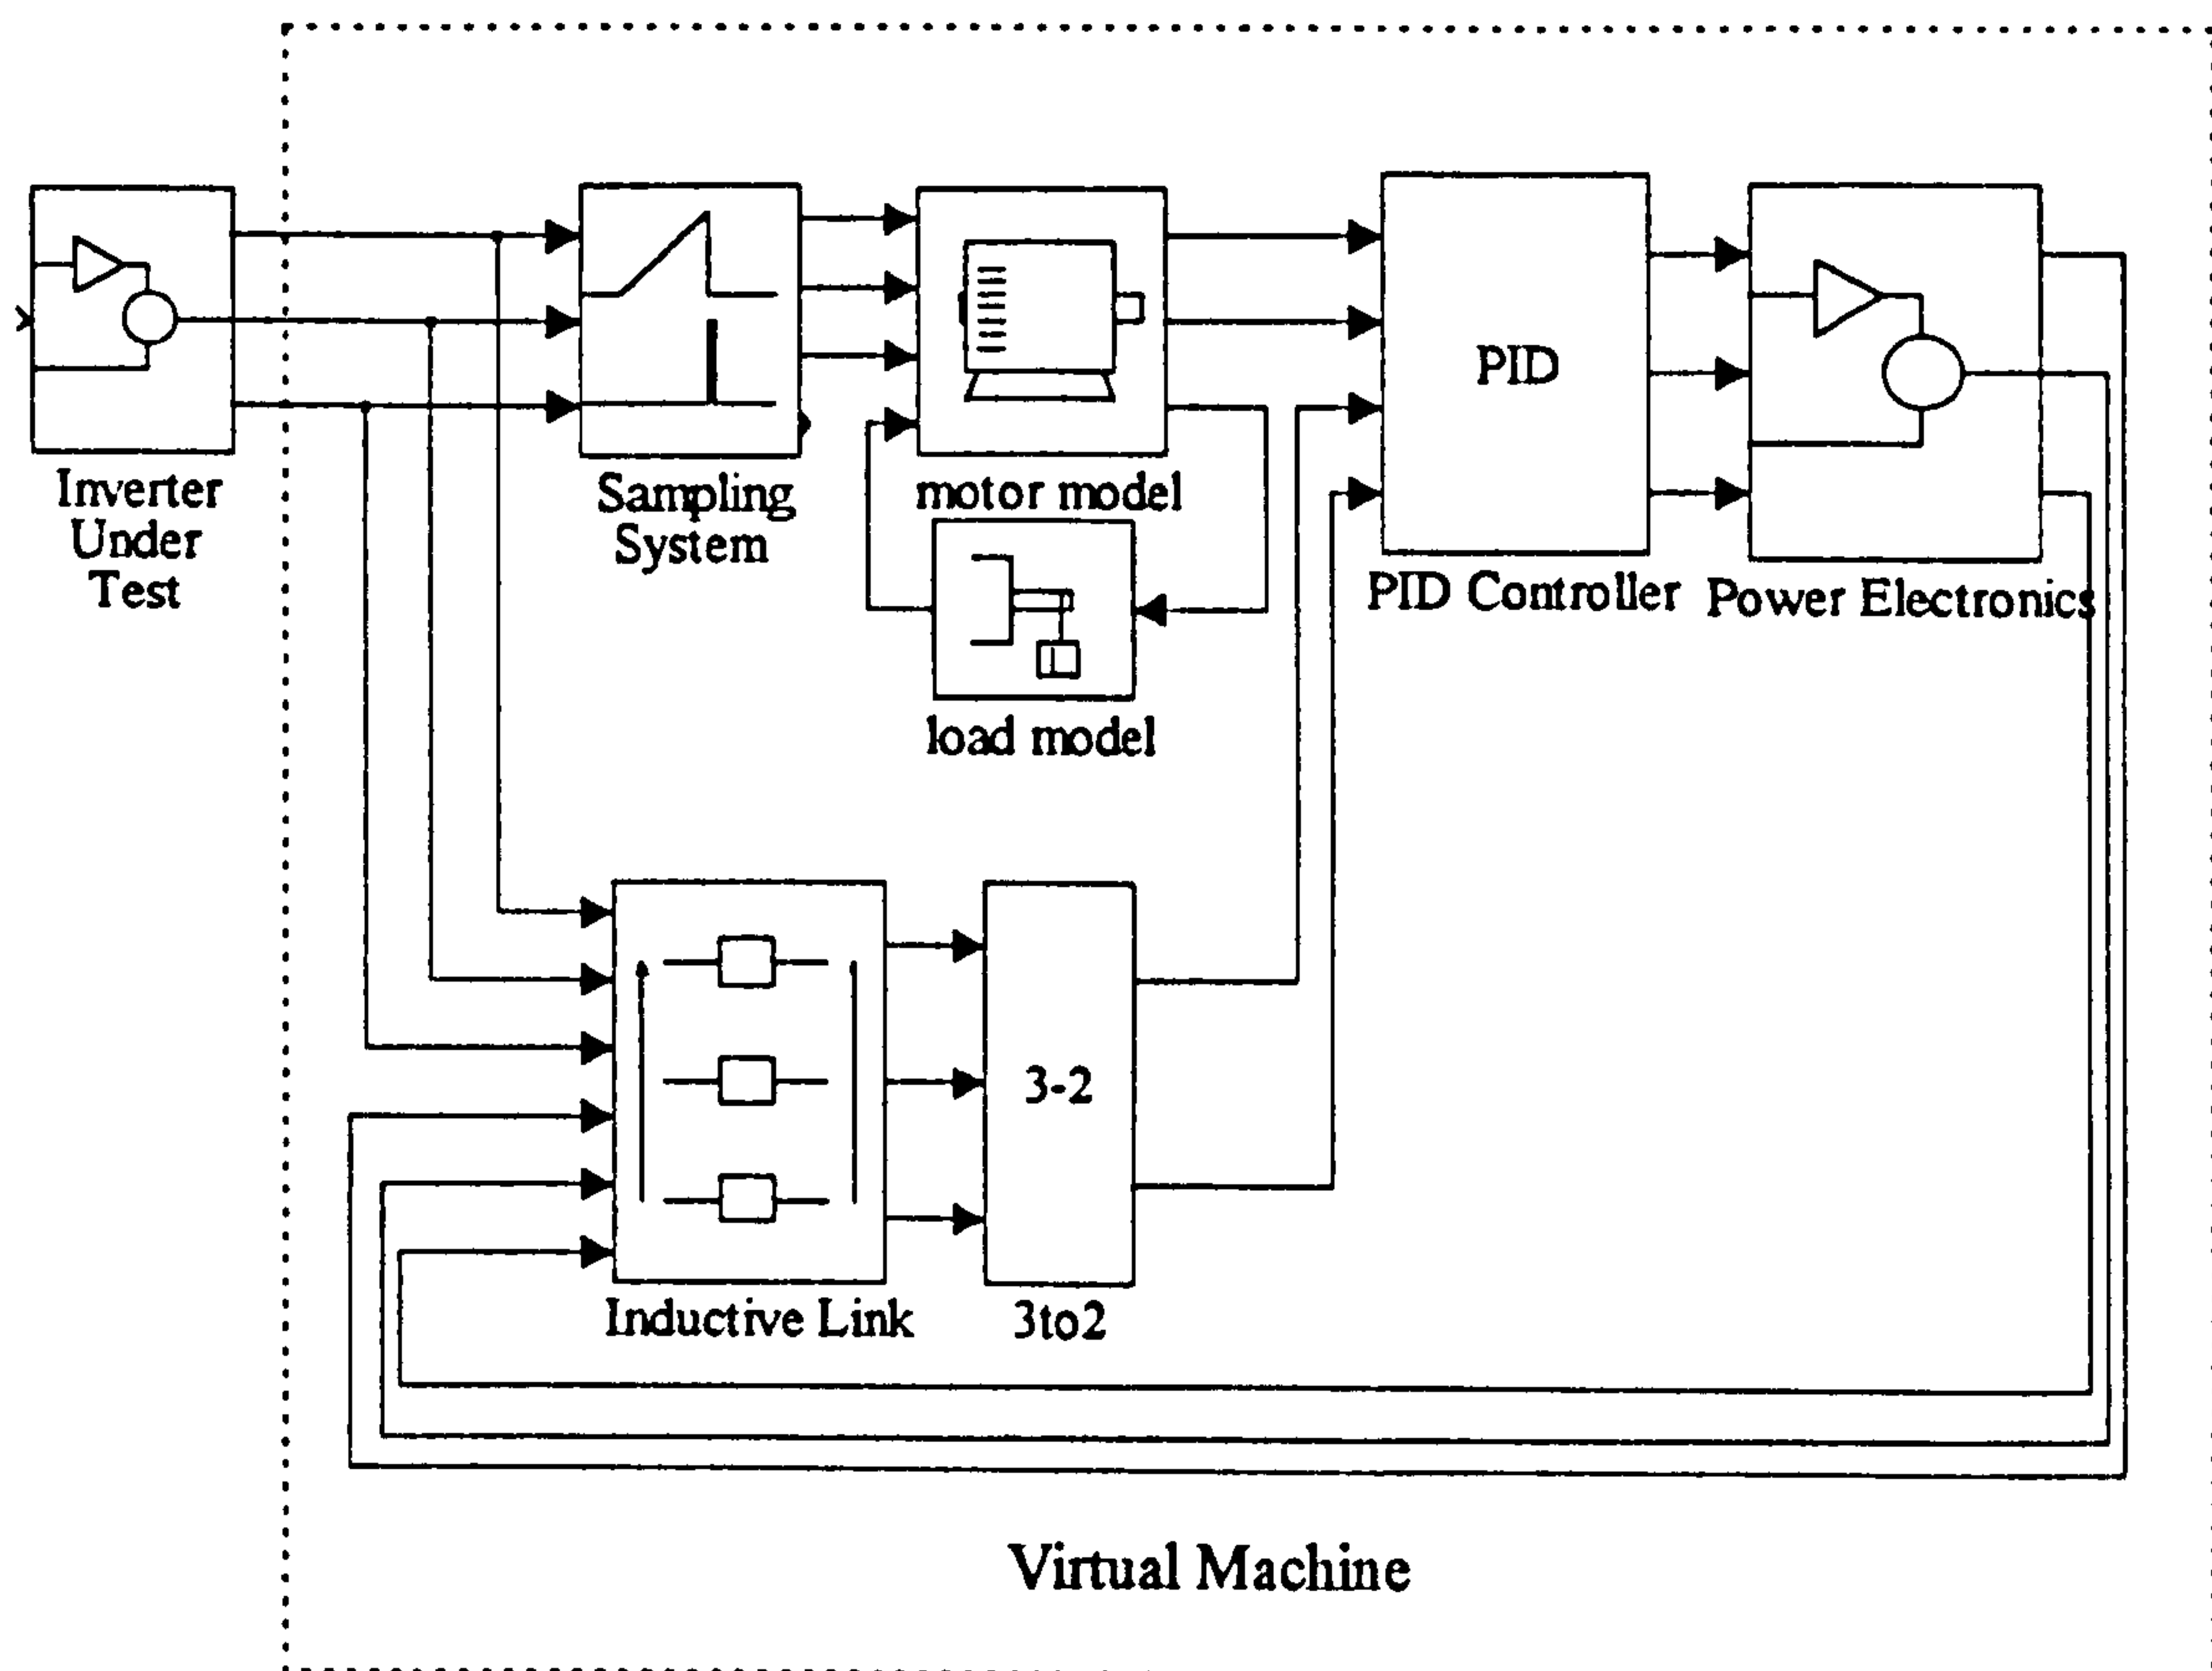 Inverter
Under
Test
Sampling
System
motor model
load model
PID
PID Controller
Power Electronics
Inductive Link
3-2
3to2
Virtual Machine